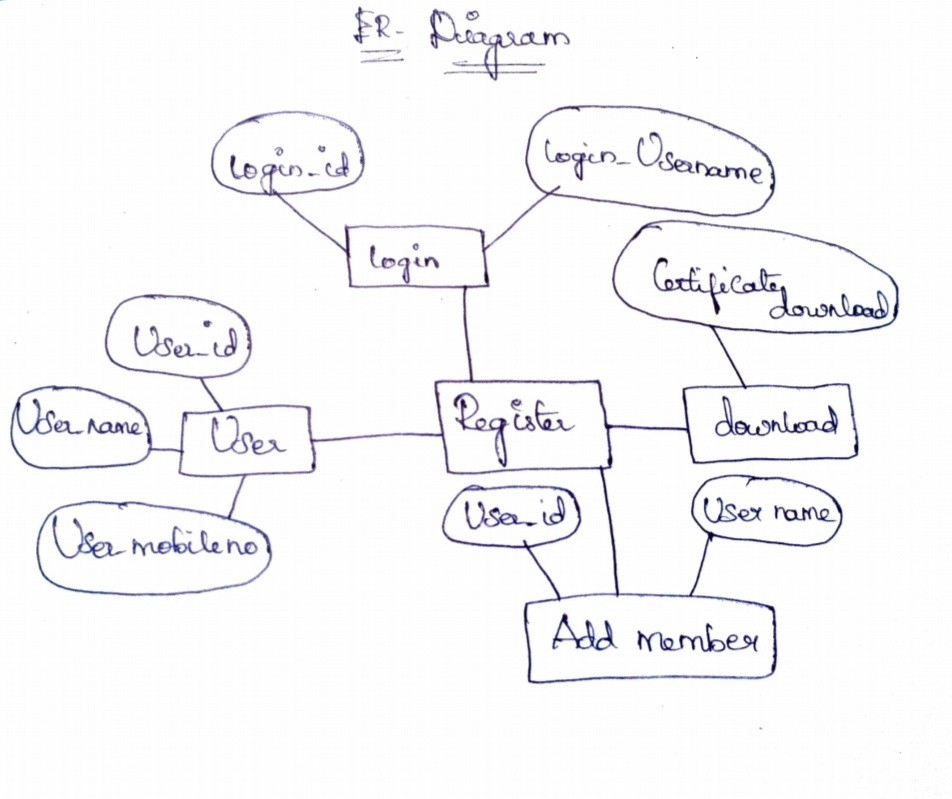 ER- Diagram
Login_id
Login_Username
Login
Certificate
download
User_id
User_name
User
Register
download
User_mobileno
User_id
User name
Add member